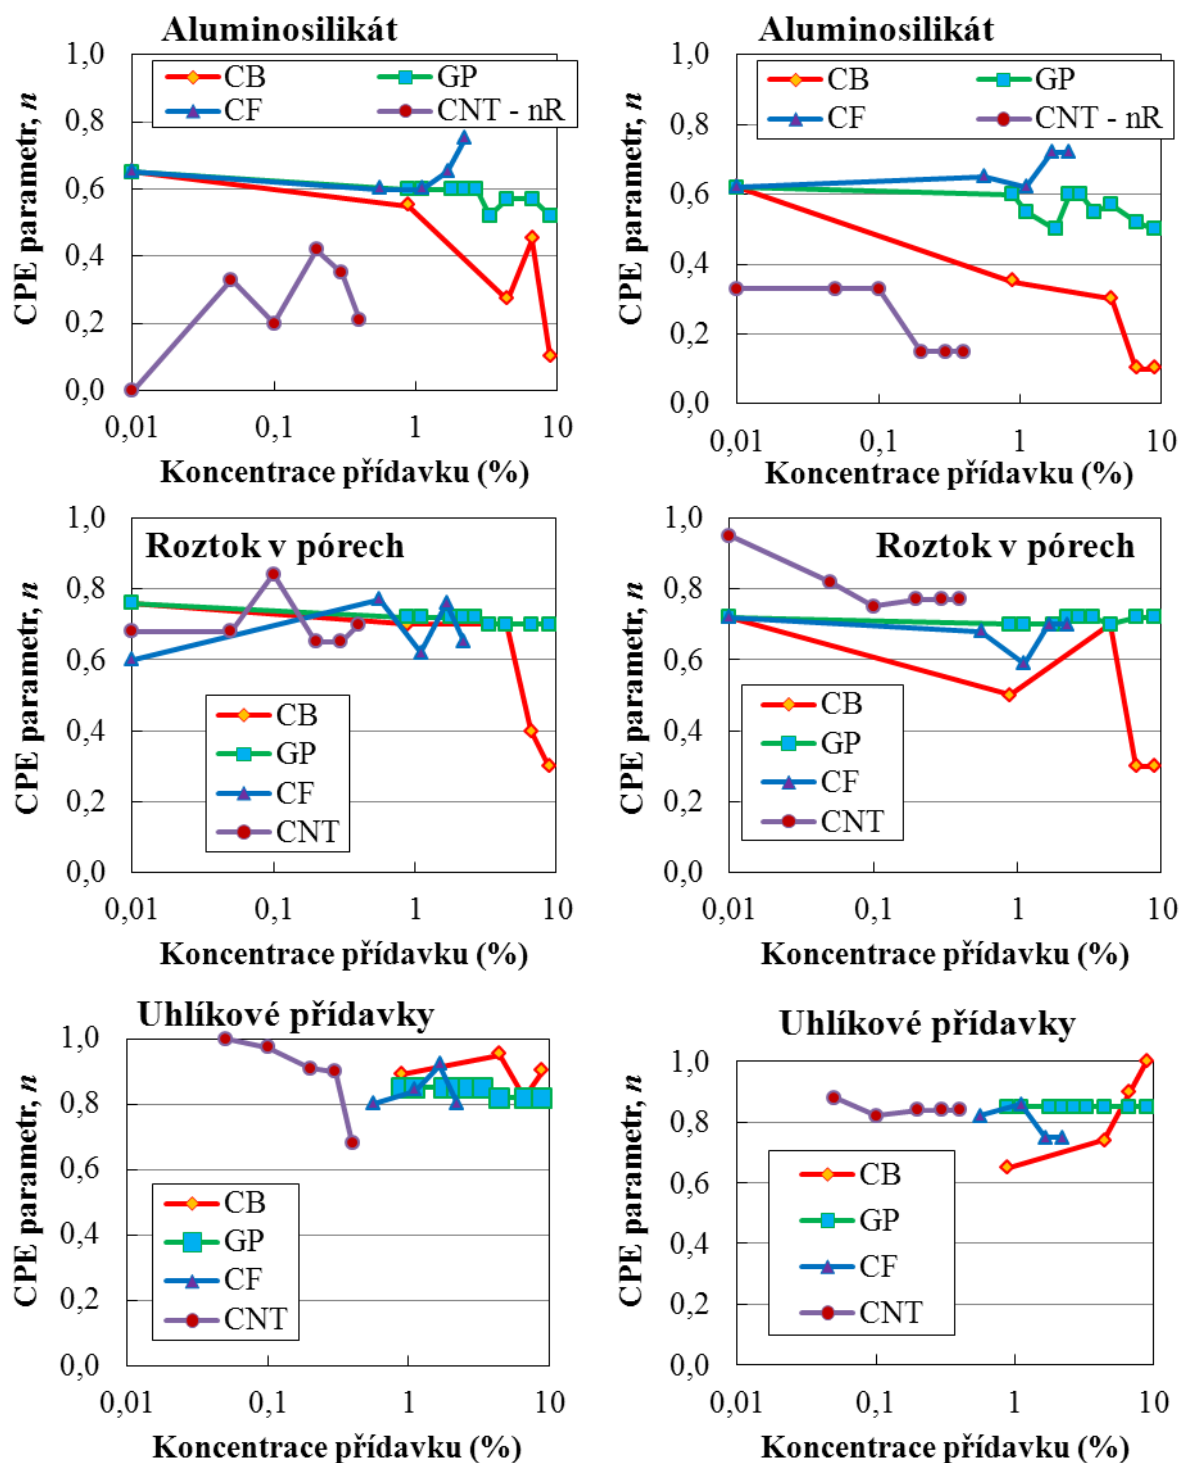 Aluminosilikát
1,0
0,8
0,6
0,4
0,2
0,0
CPE parametr, n
CB
GP
CF
CNT - nR
0,01
0,1
1
10
Koncentrace přídavku (%)
Aluminosilikát
1,0
0,8
0,6
0,4
0,2
0,0
CPE parametr, n
CB
GP
CF
CNT - nR
0,01
0,1
1
10
Koncentrace přídavku (%)
Roztok v pórech
1,0
0,8
0,6
0,4
0,2
0,0
CPE parametr, n
CB
GP
CF
CNT
0,01
0,1
1
10
Koncentrace přídavku (%)
Roztok v pórech
1,0
0,8
0,6
0,4
0,2
0,0
CPE parametr, n
CB
GP
CF
CNT
0,01
0,1
1
10
Koncentrace přídavku (%)
Uhlíkové přídavky
1,0
0,8
0,6
0,4
0,2
0,0
CPE parametr, n
CB
GP
CF
CNT
0,01
0,1
1
10
Koncentrace přídavku (%)
Uhlíkové přídavky
1,0
0,8
0,6
0,4
0,2
0,0
CPE parametr, n
CB
GP
CF
CNT
0,01
0,1
1
10
Koncentrace přídavku (%)